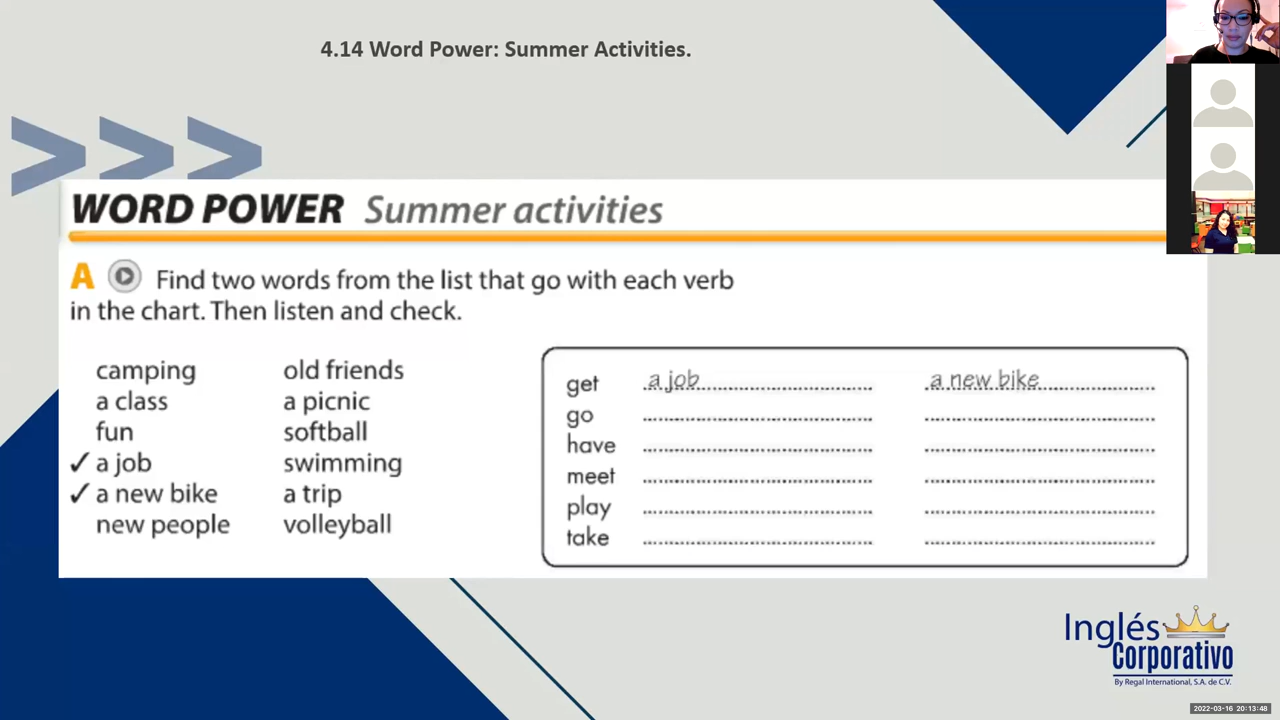 4.14 Word Power: Summer Activities.
>>>
WORD POWER Summer activities
A Find two words from the list that go with each verb
in the chart. Then listen and check.
camping
a class
fun
✓ a job
✓ a new bike
new people
old friends
a picnic
softball
swimming
a trip
volleyball
get a job a new bike
go
have
meet
play
take
Inglés
Corporativo
By Regal International, S.A. de C.V.
2022-03-16 20:13:48